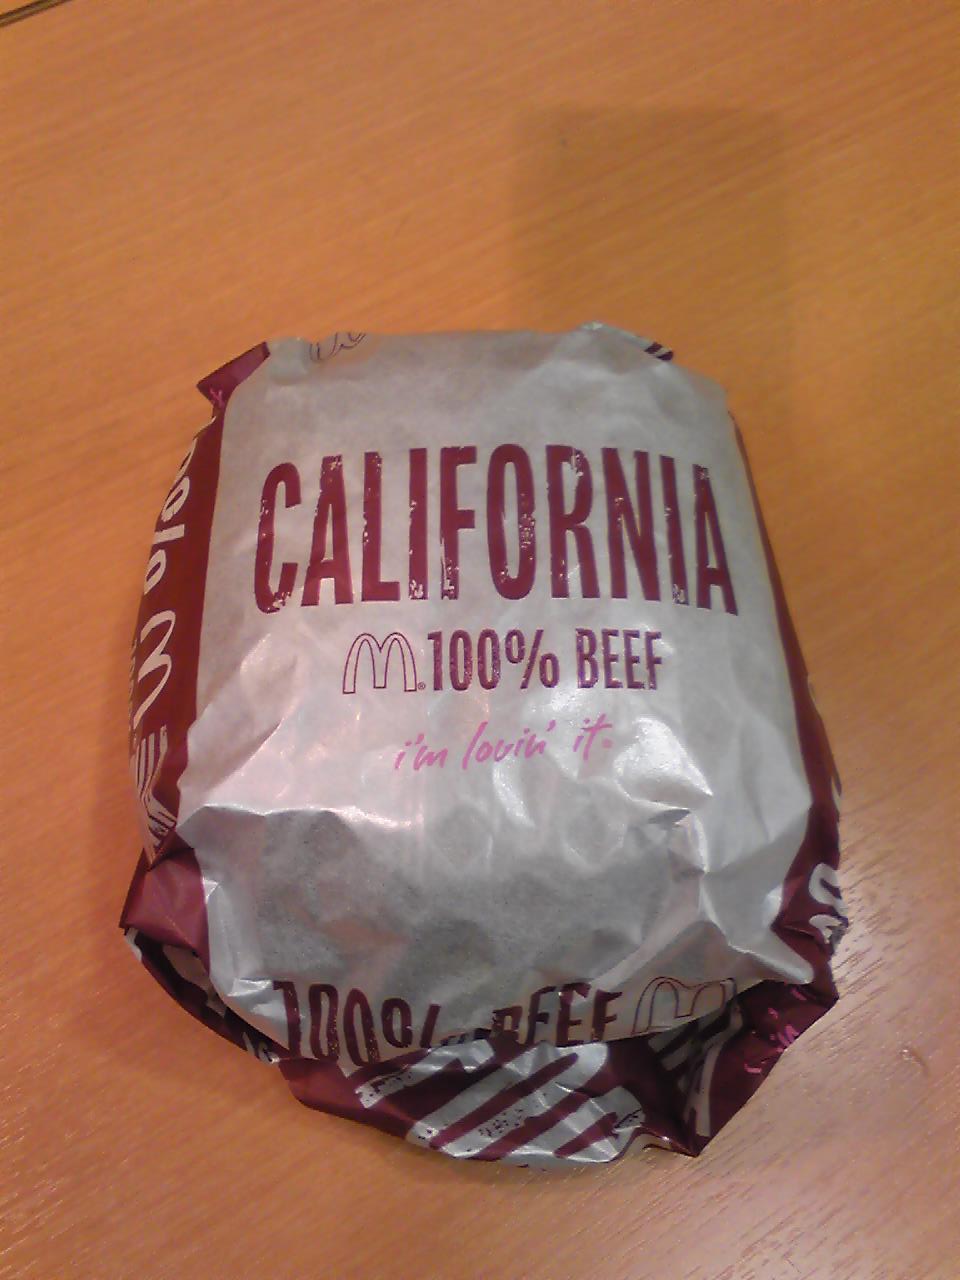 CALIFORNIA
100% BEEF
i'm lovin' it.
100% BEEF